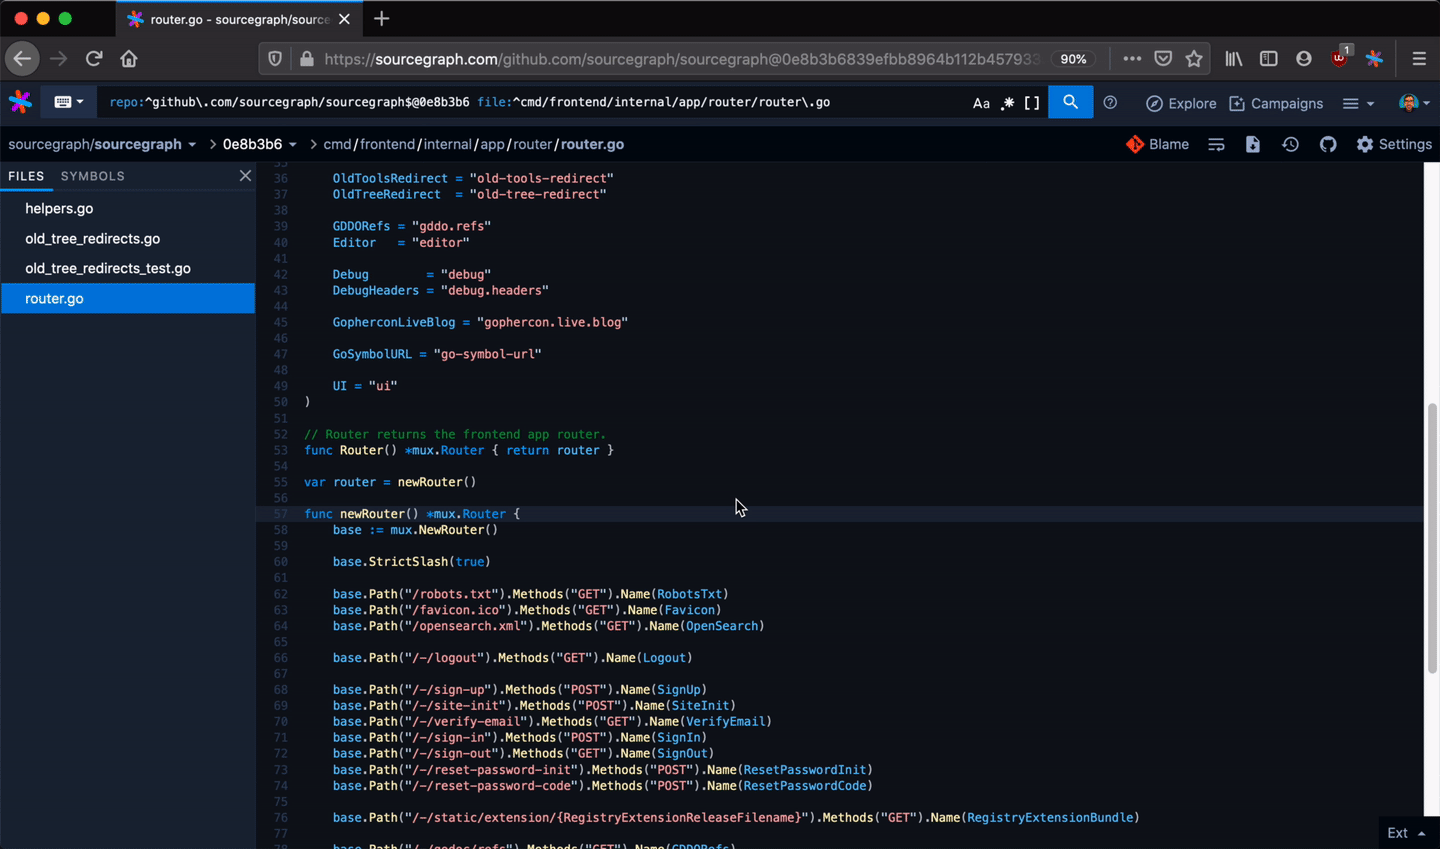 router.go - sourcegraph/source
https://sourcegraph.com/github.com/sourcegraph/sourcegraph@0e8b3b6839efbb8964b112b457933 90% 1
repo:^github\.com/sourcegraph/sourcegraph$@0e8b3b6 file:^cmd/frontend/internal/app/router/router\.go Aa .* [] Explore Campaigns
sourcegraph/sourcegraph > 0e8b3b6 > cmd/frontend/internal/app/router/router.go Blame Settings
FILES SYMBOLS
helpers.go
old_tree_redirects.go
old_tree_redirects_test.go
router.go
36 OldToolsRedirect = "old-tools-redirect"
37 OldTreeRedirect  = "old-tree-redirect"
38
39 GDDORefs = "gddo.refs"
40 Editor   = "editor"
41
42 Debug        = "debug"
43 DebugHeaders = "debug.headers"
44
45 GopherconLiveBlog = "gophercon.live.blog"
46
47 GoSymbolURL = "go-symbol-url"
48
49 UI = "ui"
50 )
51
52 // Router returns the frontend app router.
53 func Router() *mux.Router { return router }
54
55 var router = newRouter()
56
57 func newRouter() *mux.Router {
58 base := mux.NewRouter()
59
60 base.StrictSlash(true)
61
62 base.Path("/robots.txt").Methods("GET").Name(RobotsTxt)
63 base.Path("/favicon.ico").Methods("GET").Name(Favicon)
64 base.Path("/opensearch.xml").Methods("GET").Name(OpenSearch)
65
66 base.Path("/-/logout").Methods("GET").Name(Logout)
67
68 base.Path("/-/sign-up").Methods("POST").Name(SignUp)
69 base.Path("/-/site-init").Methods("POST").Name(SiteInit)
70 base.Path("/-/verify-email").Methods("GET").Name(VerifyEmail)
71 base.Path("/-/sign-in").Methods("POST").Name(SignIn)
72 base.Path("/-/sign-out").Methods("GET").Name(SignOut)
73 base.Path("/-/reset-password-init").Methods("POST").Name(ResetPasswordInit)
74 base.Path("/-/reset-password-code").Methods("POST").Name(ResetPasswordCode)
75
76 base.Path("/-/static/extension/{RegistryExtensionReleaseFilename}").Methods("GET").Name(RegistryExtensionBundle)
77
78 base.Path("/-/godoc/refs").Methods("GET").Name(GDDORefs)
Ext